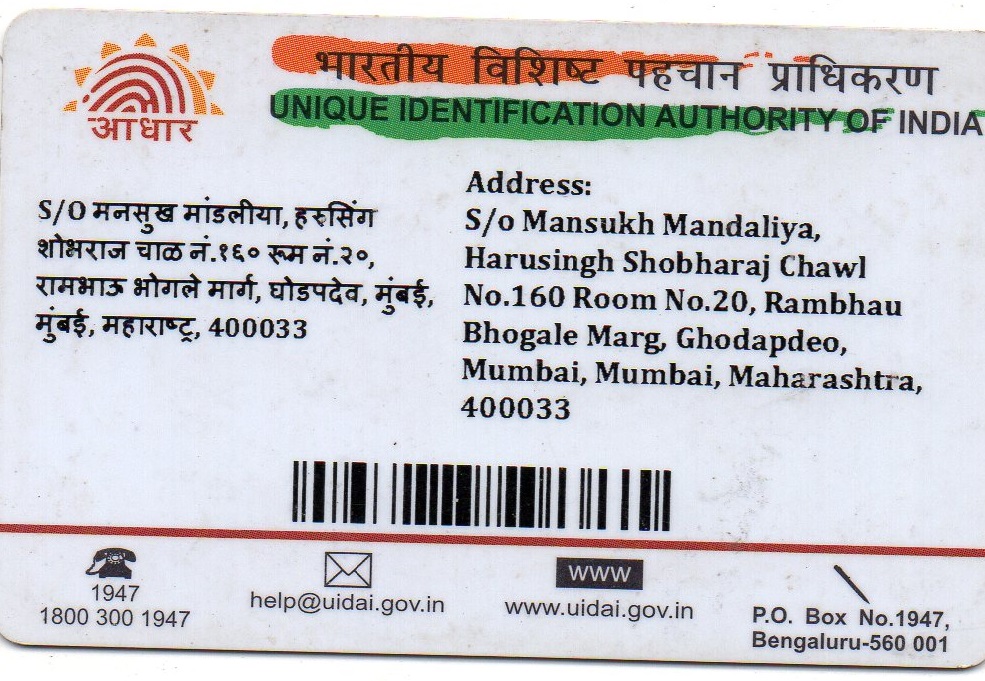 आधार
भारतीय विशिष्ट पहचान प्राधिकरण
UNIQUE IDENTIFICATION AUTHORITY OF INDIA
S/O मनसुख मांडलीया, हरुसिंग
शोभराज चाळ नं.१६० रूम नं.२०,
रामभाऊ भोगले मार्ग, घोडपदेव, मुंबई,
मुंबई, महाराष्ट्र, 400033
Address:
S/o Mansukh Mandaliya,
Harusingh Shobharaj Chawl
No.160 Room No.20, Rambhau
Bhogale Marg, Ghodapdeo,
Mumbai, Mumbai, Maharashtra,
400033
1947
1800 300 1947
help@uidai.gov.in
www
www.uidai.gov.in
P.O. Box No.1947,
Bengaluru-560 001